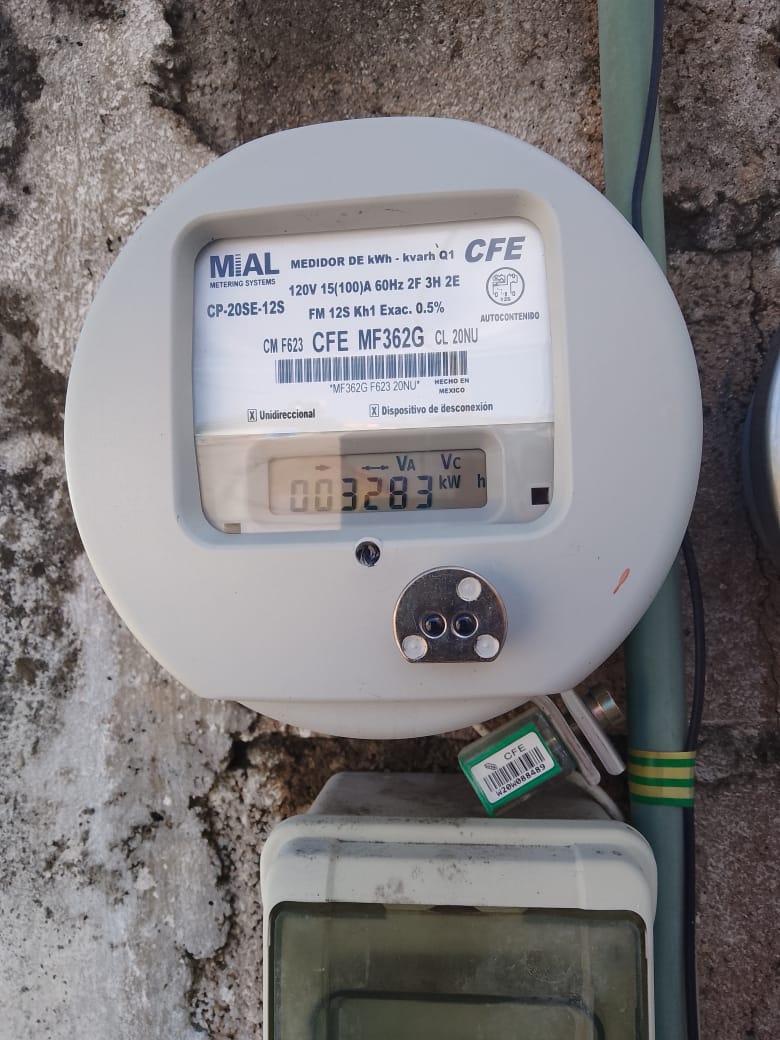 MIAL
METERING SYSTEMS
MEDIDOR DE kWh - kvarh Q1
CFE
120V 15(100)A 60Hz 2F 3H 2E
CP-20SE-12S
FM 12S Kh1 Exac. 0.5%
12S
AUTOCONTENIDO
CM F623 CFE MF362G CL 20NU
*MF362G F623 20NU*
HECHO EN
MEXICO
X Unidireccional
X Dispositivo de desconexión
VA VC
003283 kW h
CFE
W20W088489